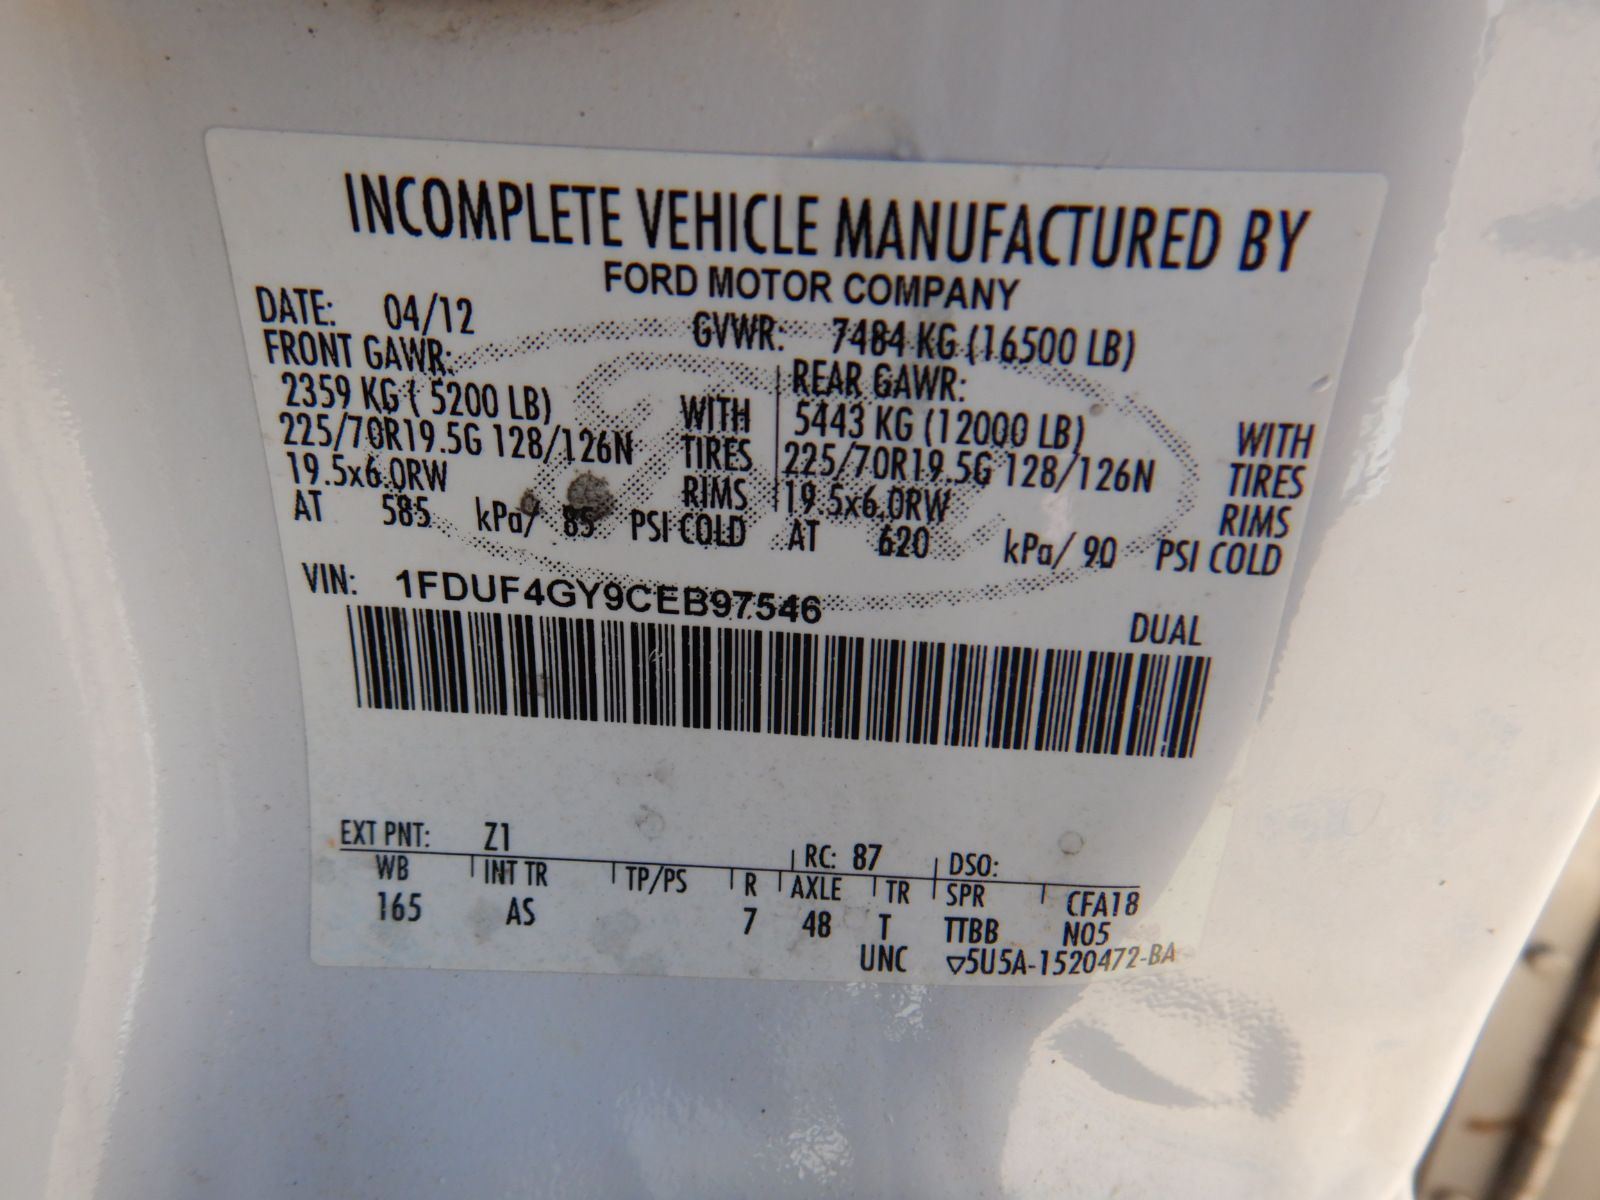 INCOMPLETE VEHICLE MANUFACTURED BY
FORD MOTOR COMPANY
DATE: 04/12 GVWR: 7484 KG (16500 LB)
FRONT GAWR: REAR GAWR:
2359 KG ( 5200 LB) WITH 5443 KG (12000 LB) WITH
225/70R19.5G 128/126N TIRES 225/70R19.5G 128/126N TIRES
19.5x6.0RW RIMS 19.5x6.0RW RIMS
AT 585 kPa/ 85 PSI COLD AT 620 kPa/ 90 PSI COLD
VIN: 1FDUF4GY9CEB97546
DUAL
EXT PNT: Z1 RC: 87 DSO:
WB INT TR TP/PS R AXLE TR SPR CFA18
165 AS 7 48 T TTBB N05
UNC ▽5U5A-1520472-BA